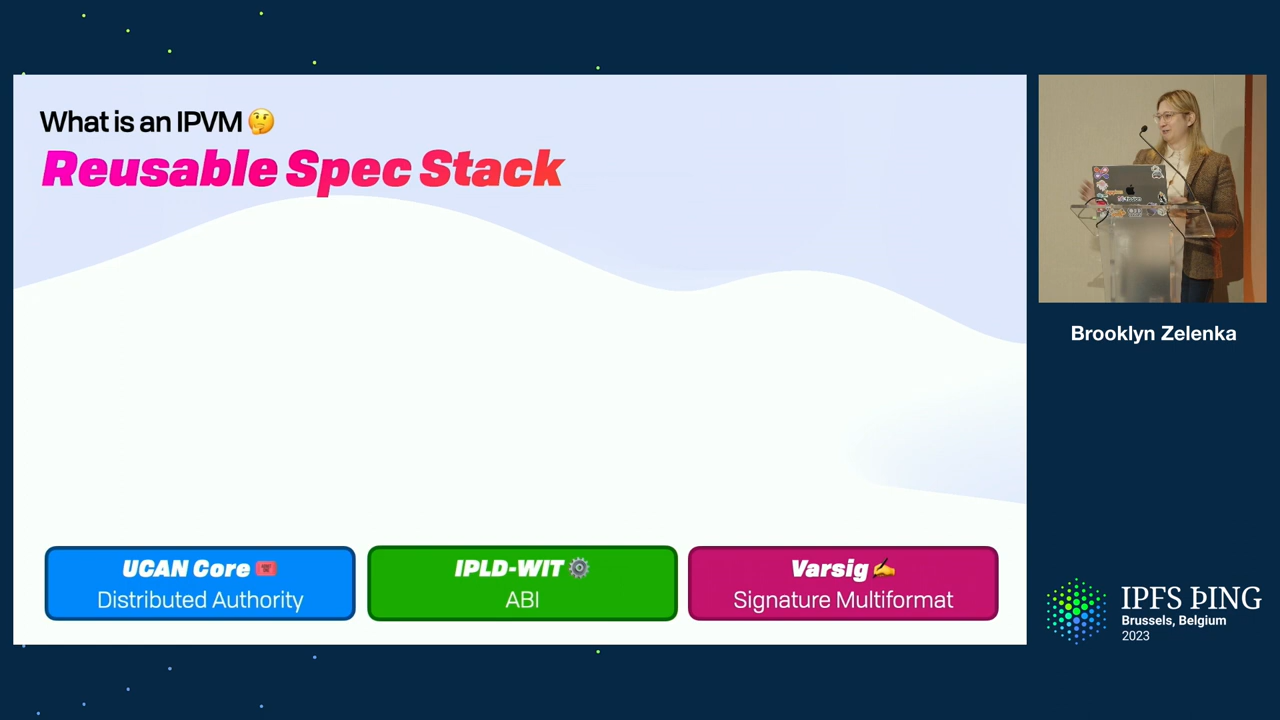 What is an IPVM 🤔
Reusable Spec Stack
UCAN Core 🎟
Distributed Authority
IPLD-WIT ⚙️
ABI
Varsig ✍️
Signature Multiformat
Brooklyn Zelenka
IPFS ÞING
Brussels, Belgium
2023